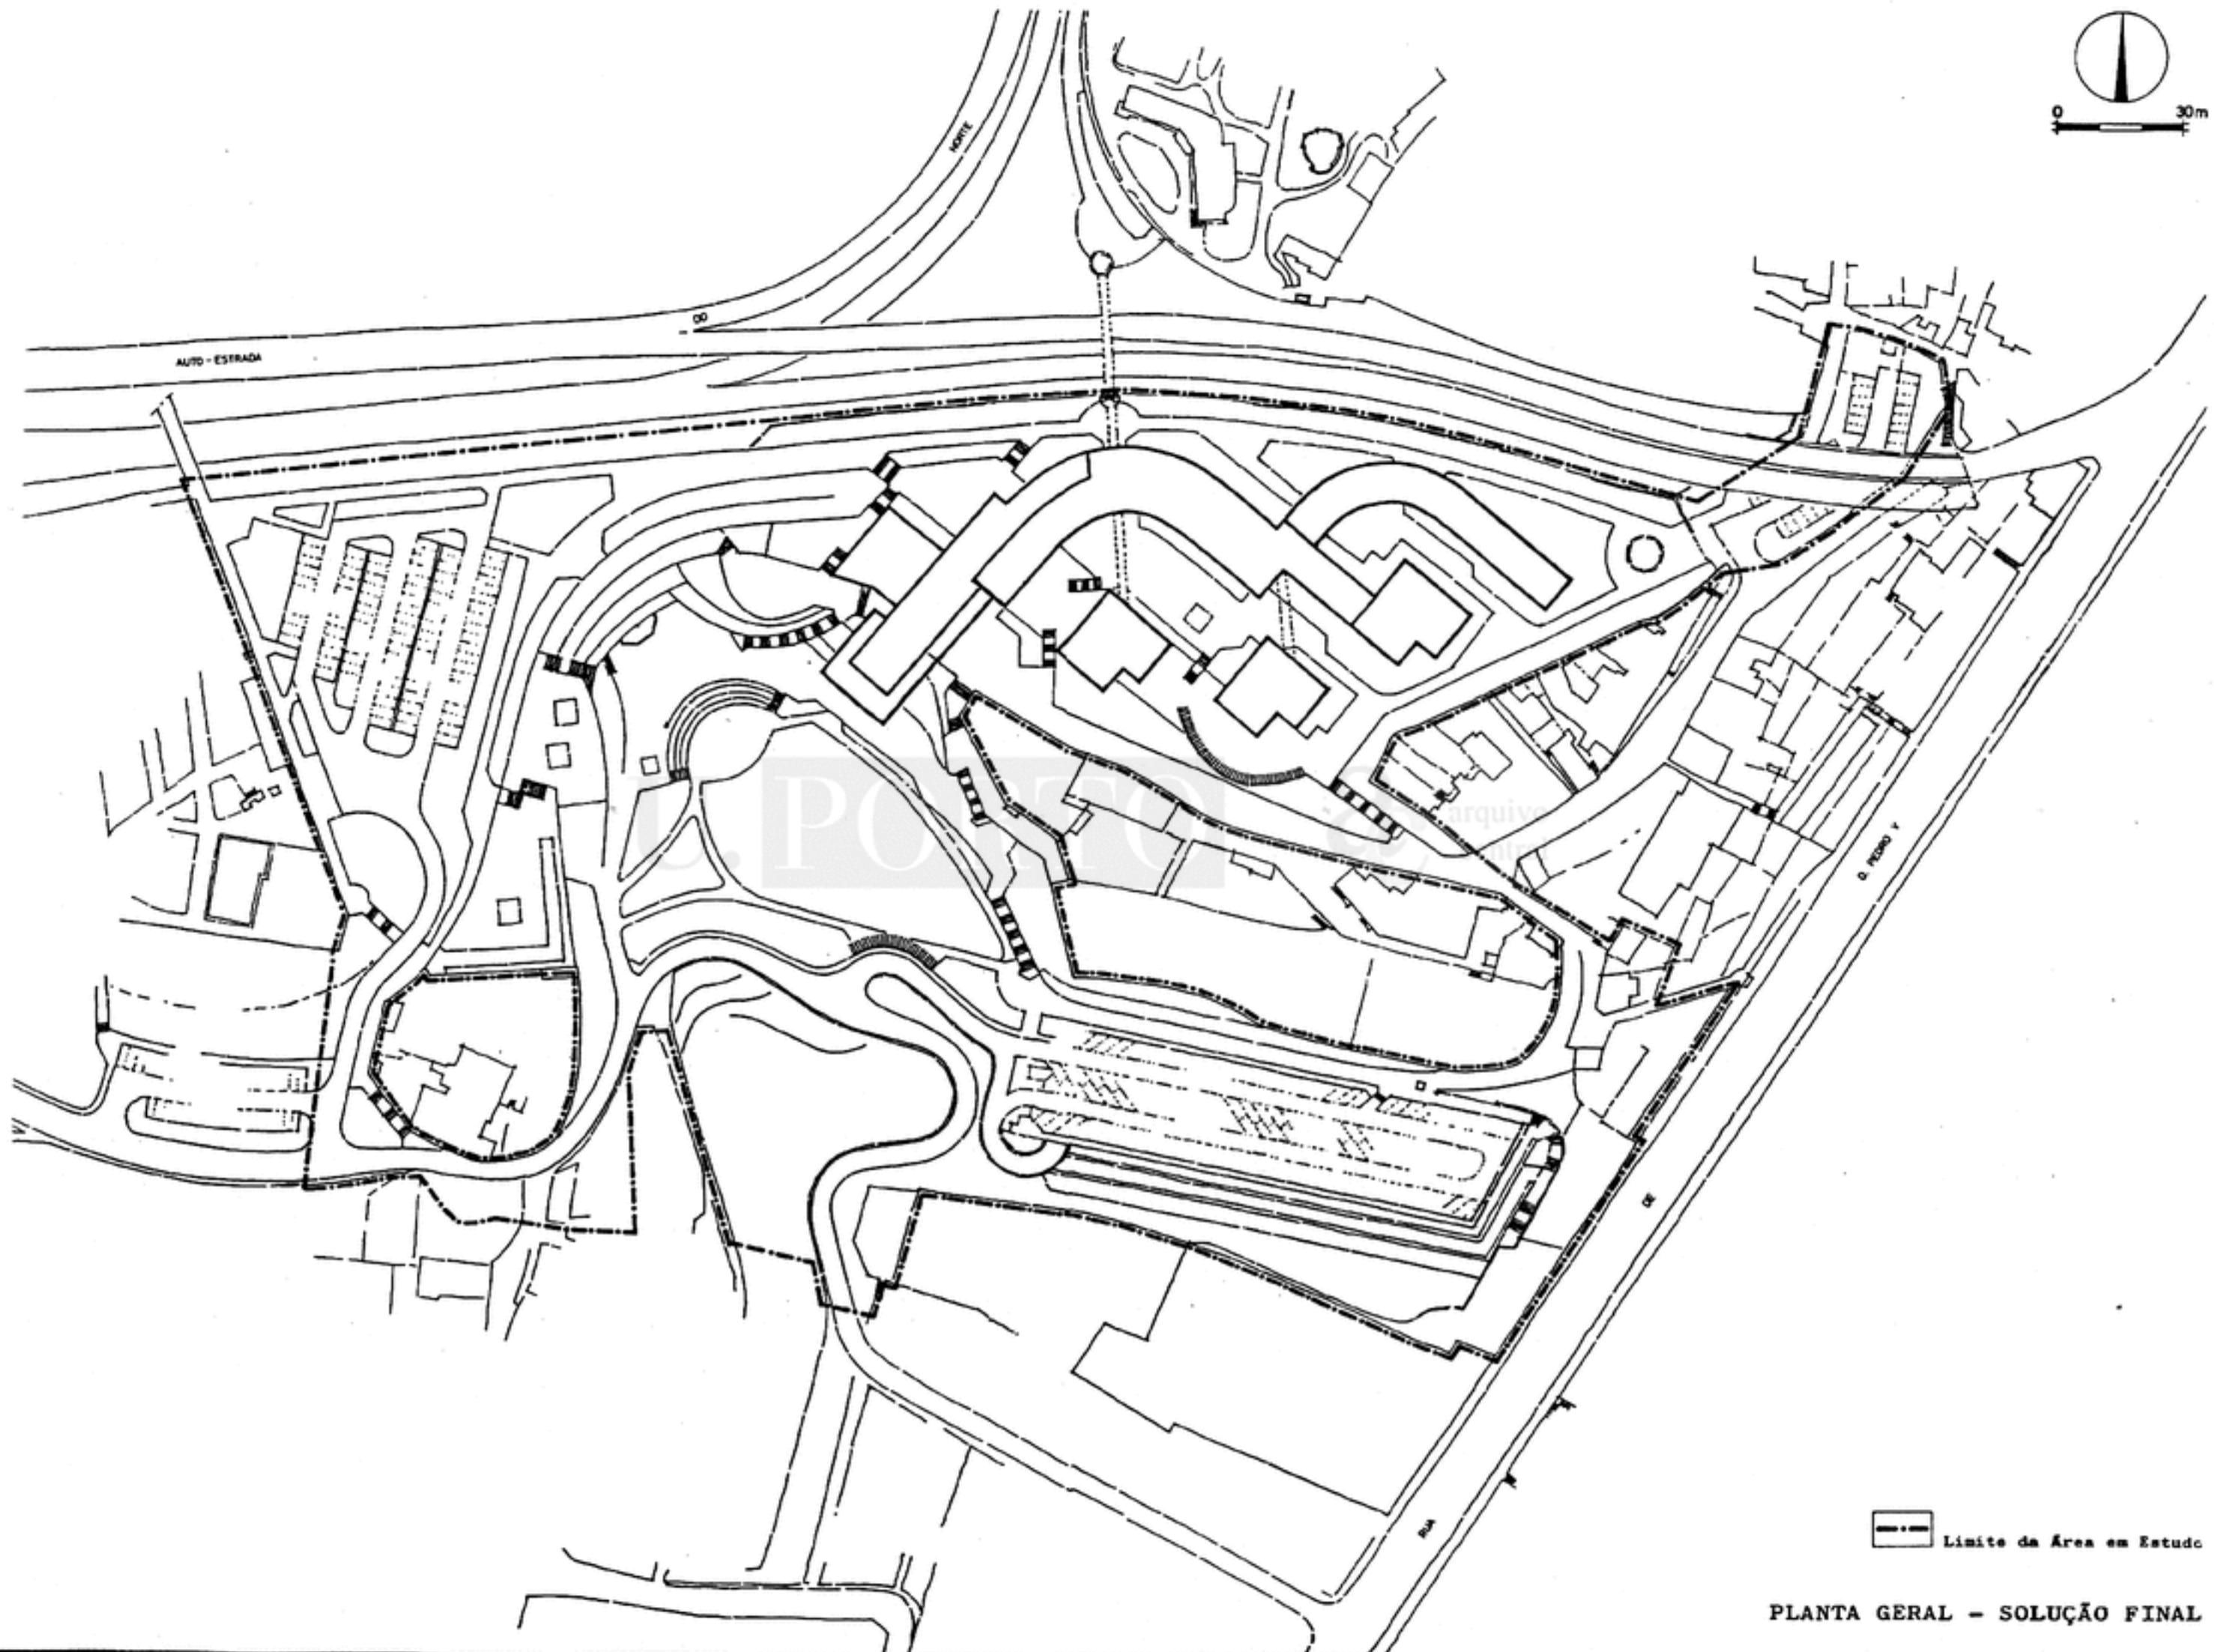 0 30m
NORTE
DO
AUTO-ESTRADA
U. PORTO
arquivo
D. PEDRO V
DE
RUA
Limite da Área em Estudo
PLANTA GERAL - SOLUÇÃO FINAL